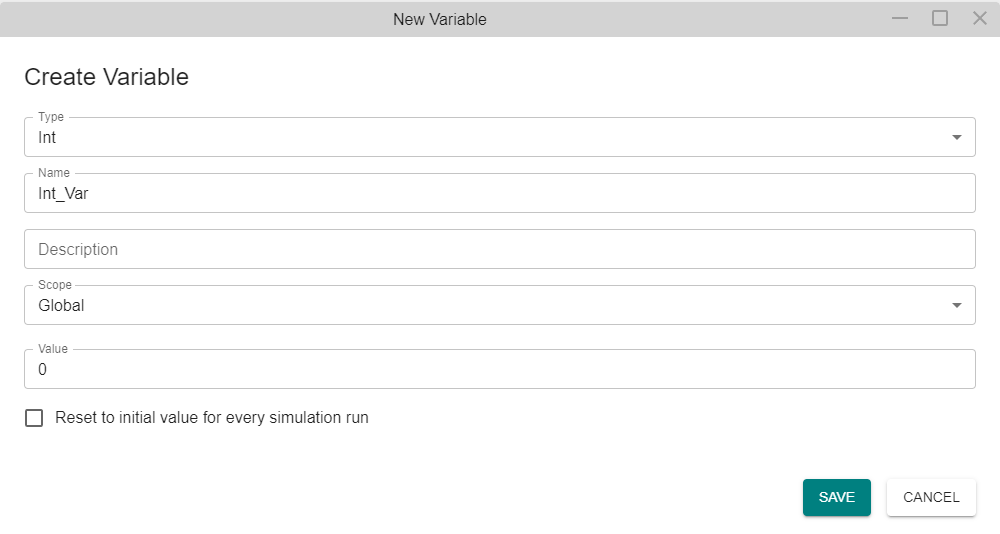 New Variable
Create Variable
Type
Int
Name
Int_Var
Description
Scope
Global
Value
0
Reset to initial value for every simulation run
SAVE CANCEL